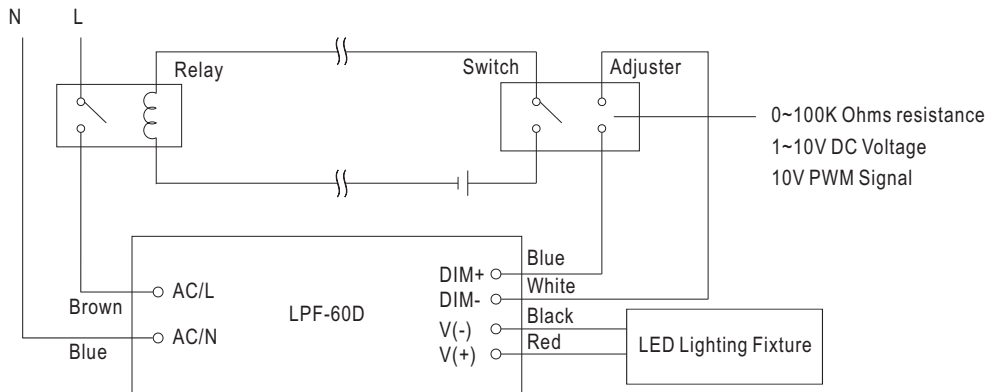 N L
Relay
Switch
Adjuster
0~100K Ohms resistance
1~10V DC Voltage
10V PWM Signal
Brown
Blue
AC/L
AC/N
LPF-60D
DIM+
DIM-
V(-)
V(+)
Blue
White
Black
Red
LED Lighting Fixture